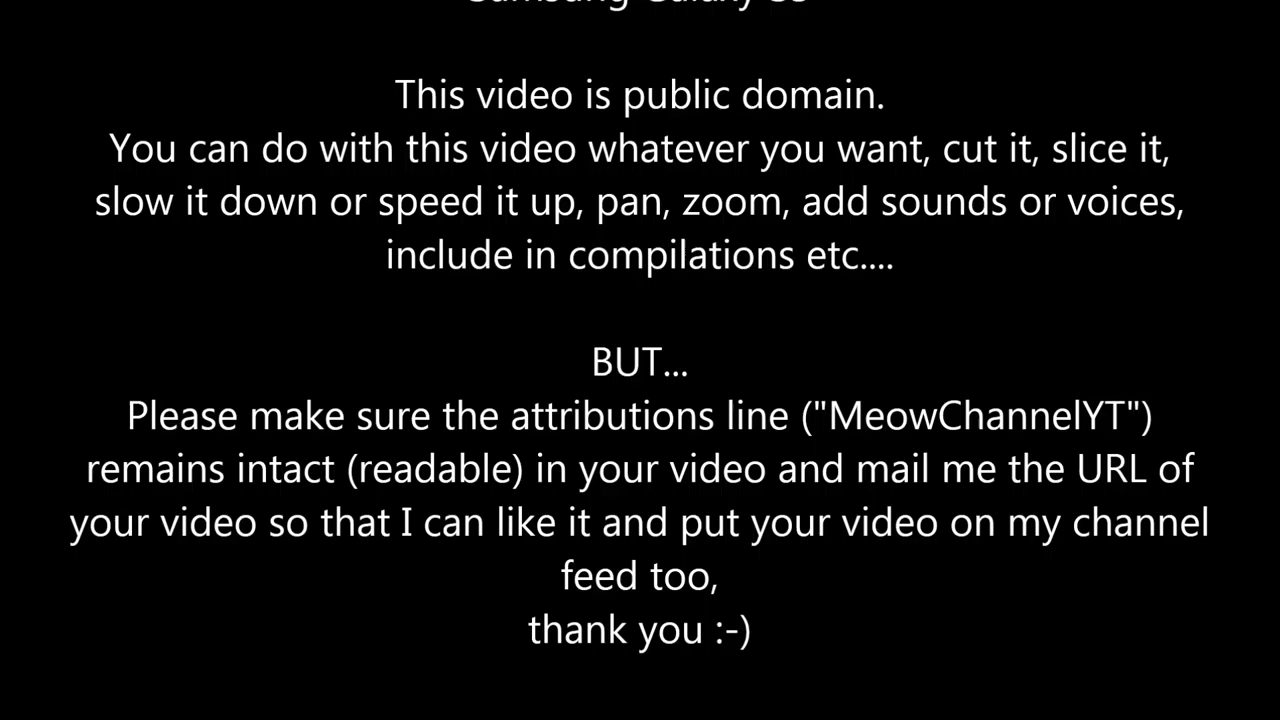 Samsung Galaxy
This video is public domain.
You can do with this video whatever you want, cut it, slice it,
slow it down or speed it up, pan, zoom, add sounds or voices,
include in compilations etc....
BUT...
Please make sure the attributions line ("MeowChannelYT")
remains intact (readable) in your video and mail me the URL of
your video so that I can like it and put your video on my channel
feed too,
thank you :-)